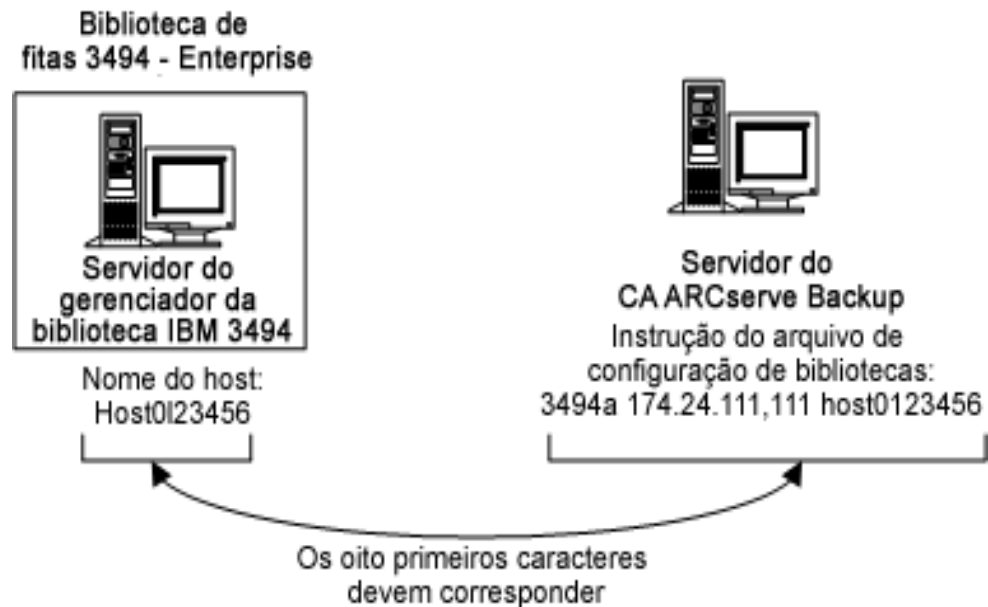 Biblioteca de
fitas 3494 - Enterprise
Servidor do
gerenciador da
biblioteca IBM 3494
Nome do host:
Host0l23456
Servidor do
CA ARCserve Backup
Instrução do arquivo de
configuração de bibliotecas:
3494a 174.24.111,111 host0123456
Os oito primeiros caracteres
devem corresponder